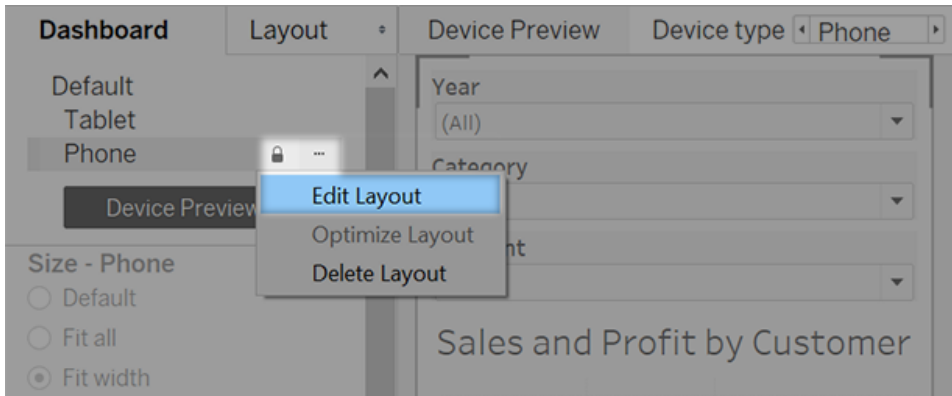 Dashboard Layout Device Preview Device type Phone
Default
Tablet
Phone
Device Preview
Size - Phone
Default
Fit all
Fit width
Edit Layout
Optimize Layout
Delete Layout
Year
(All)
Category
Sales and Profit by Customer